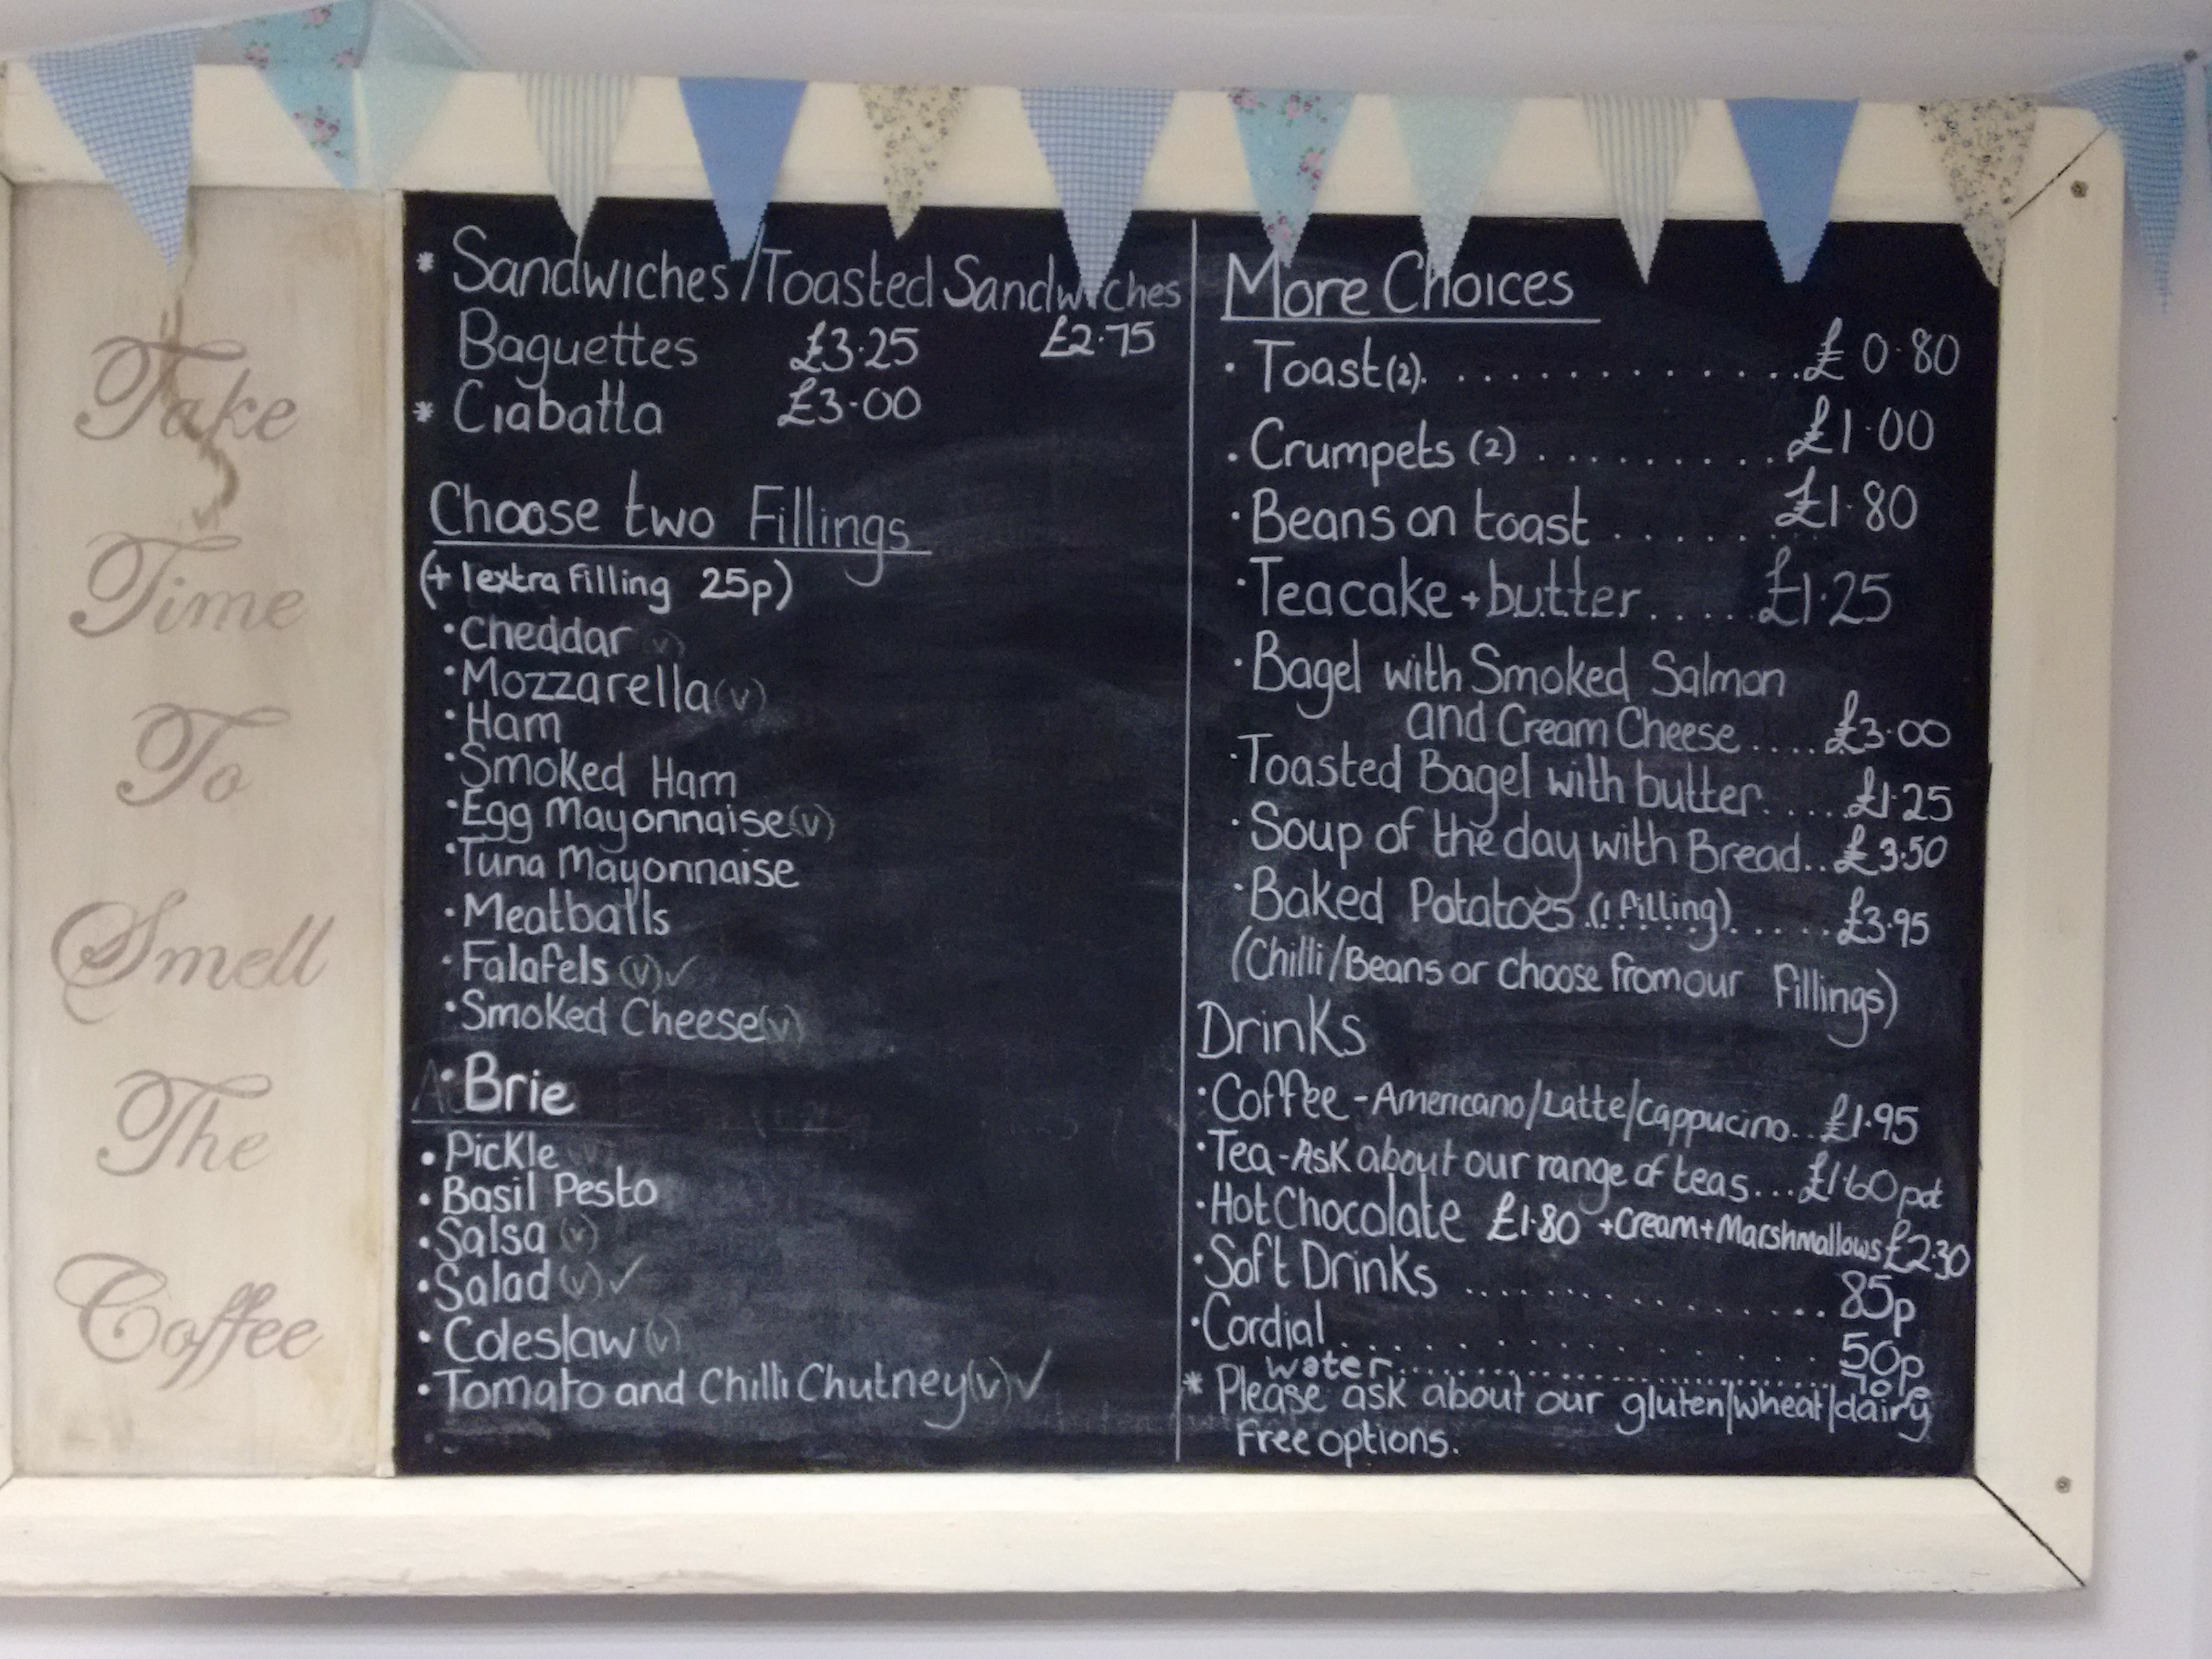 Take
Time
To
Smell
The
Coffee
* Sandwiches/Toasted Sandwiches
Baguettes £3.25 £2.75
* Ciabatta £3.00
Choose two Fillings
(+ 1 extra filling 25p)
• Cheddar (v)
• Mozzarella (v)
• Ham
• Smoked Ham
• Egg Mayonnaise (v)
• Tuna Mayonnaise
• Meatballs
• Falafels (v) ✓
• Smoked Cheese (v)
• Brie
• Pickle (v)
• Basil Pesto
• Salsa (v)
• Salad (v) ✓
• Coleslaw (v)
• Tomato and Chilli Chutney (v) ✓
More Choices
• Toast (2). ............. £0.80
• Crumpets (2) ......... £1.00
• Beans on toast ....... £1.80
• Teacake + butter ..... £1.25
• Bagel with Smoked Salmon
and Cream Cheese .... £3.00
• Toasted Bagel with butter ..... £1.25
• Soup of the day with Bread... £3.50
• Baked Potatoes (1 filling) ..... £3.95
(Chilli/Beans or choose from our fillings)
Drinks
• Coffee - Americano/Latte/Cappucino.. £1.95
• Tea - Ask about our range of teas... £1.60 pot
• Hot Chocolate £1.80 + Cream + Marshmallows £2.30
• Soft Drinks .............. 85p
• Cordial .............. 50p
water..............................
* Please ask about our gluten/wheat/dairy
free options.